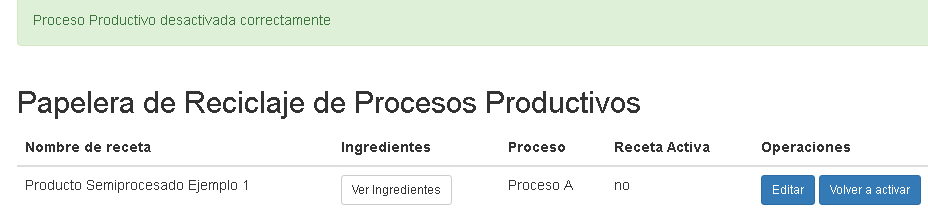 Proceso Productivo desactivada correctamente
Papelera de Reciclaje de Procesos Productivos
Nombre de receta Ingredientes Proceso Receta Activa Operaciones
Producto Semiprocesado Ejemplo 1 Ver Ingredientes Proceso A no Editar Volver a activar